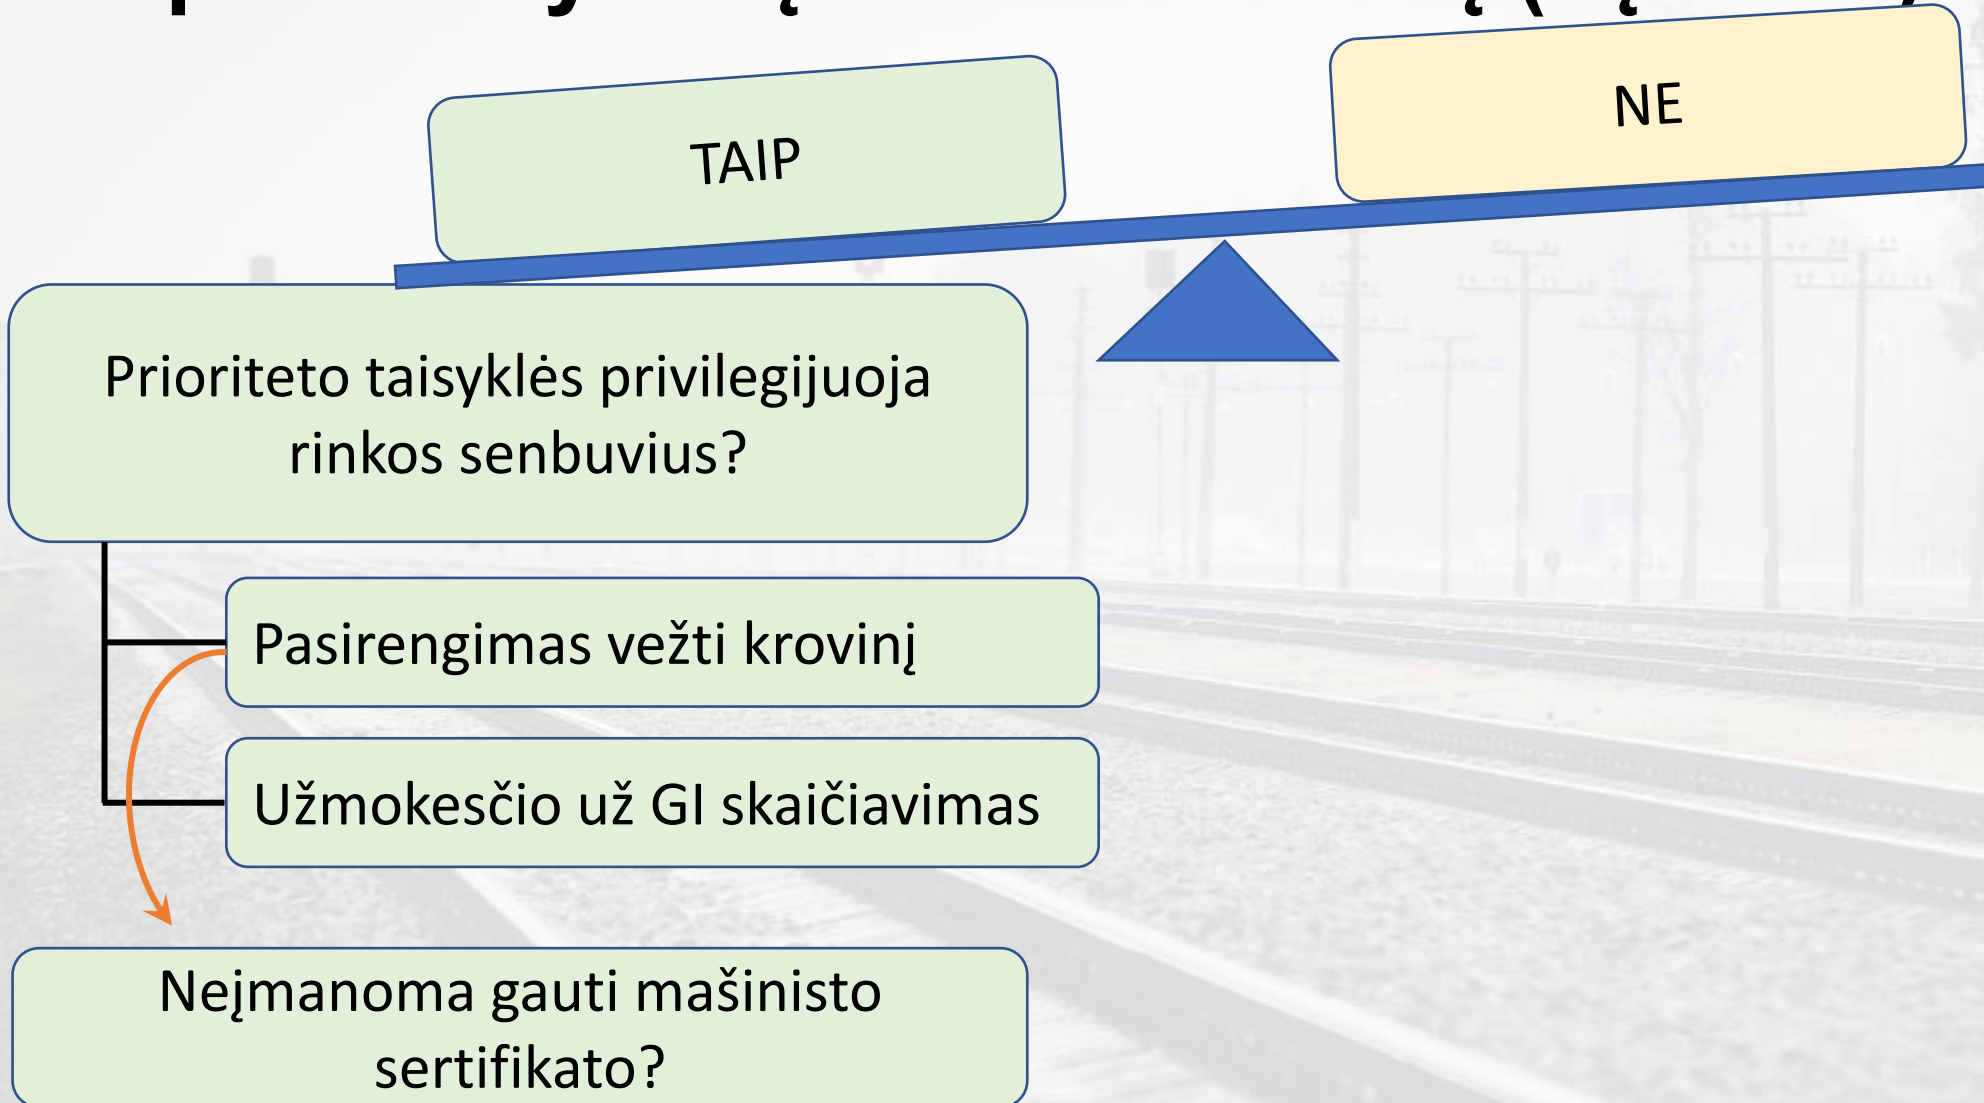 TAIP
NE
Prioriteto taisyklės privilegijuoja
rinkos senbuvius?
Pasirengimas vežti krovinį
Užmokesčio už GI skaičiavimas
Neįmanoma gauti mašinisto
sertifikato?